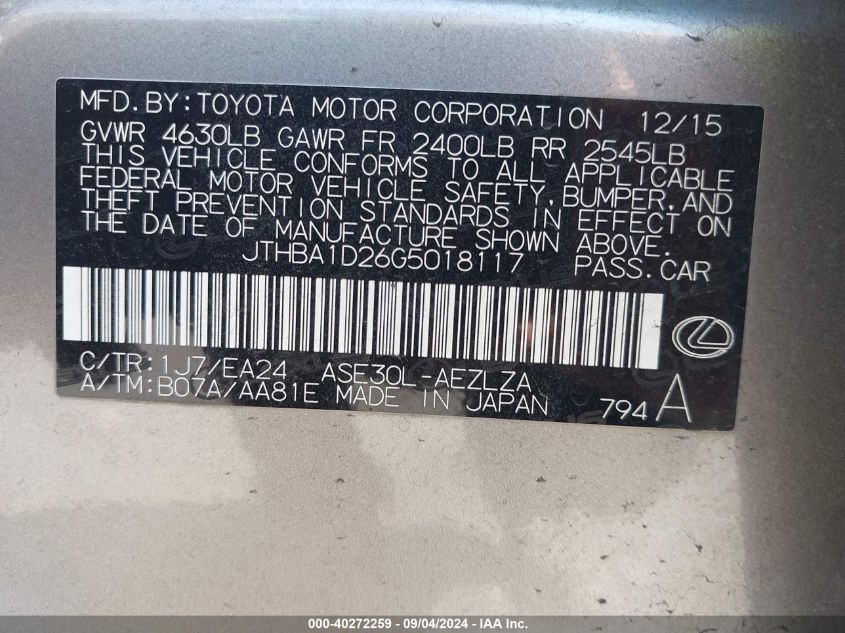 MFD. BY: TOYOTA MOTOR CORPORATION 12/15
GVWR 4630LB GAWR FR 2400LB RR 2545LB
THIS VEHICLE CONFORMS TO ALL APPLICABLE
FEDERAL MOTOR VEHICLE SAFETY, BUMPER, AND
THEFT PREVENTION STANDARDS IN EFFECT ON
THE DATE OF MANUFACTURE SHOWN ABOVE.
JTHBA1D26G5018117 PASS. CAR
C/TR: 1J7/EA24 ASE30L-AEZLZA
A/TM: B07A/AA81E MADE IN JAPAN 794 A
000-40272259 - 09/04/2024 - IAA Inc.